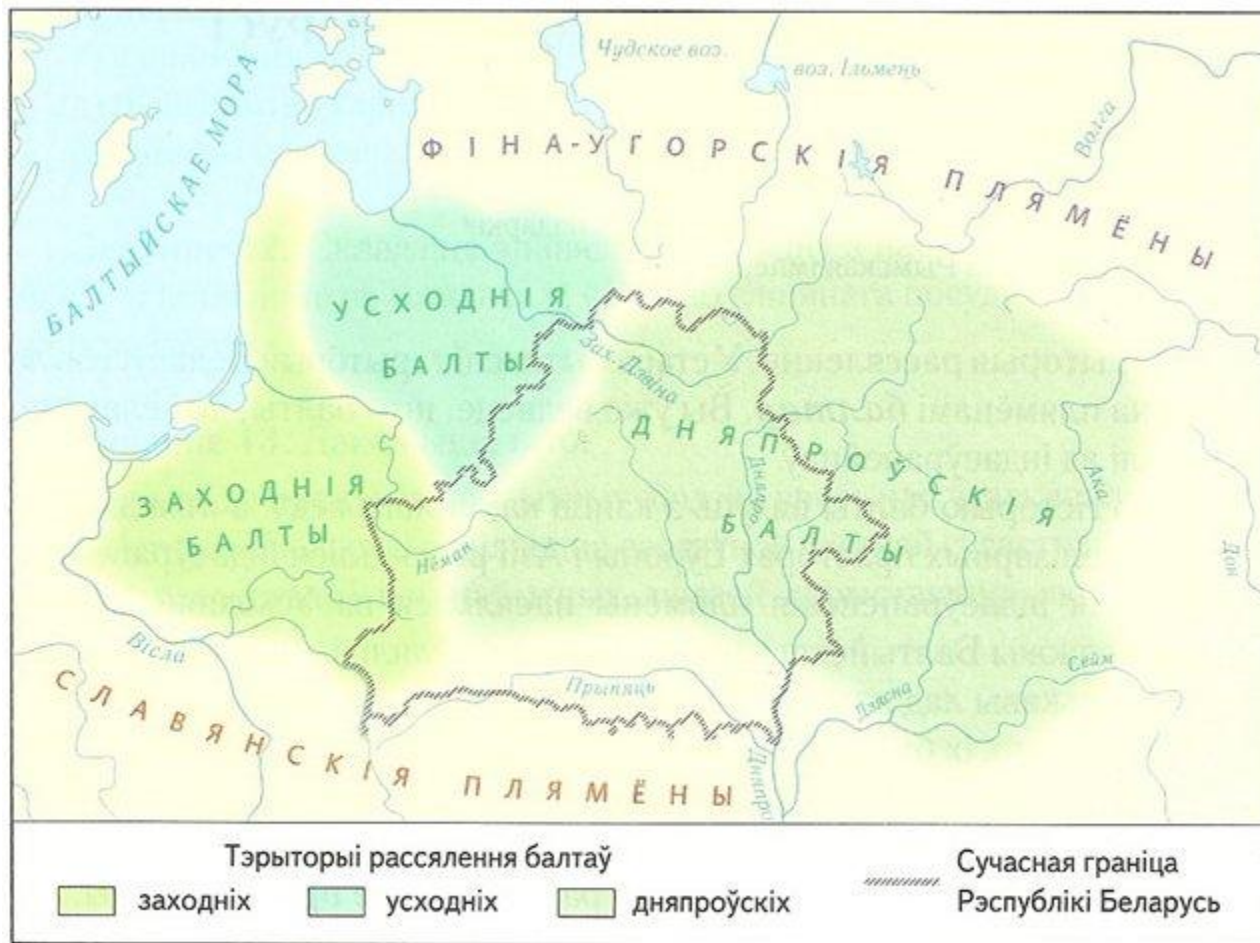 Чудское воз.
воз. Ільмень
Волга
БАЛТЫЙСКАЕ МОРА
ФІНА-УГОРСКІЯ ПЛЯМЁНЫ
УСХОДНІЯ
БАЛТЫ
Зах. Дзвіна
ДНЯПРОЎСКІЯ
БАЛТЫ
Дняпро
Ака
Дон
ЗАХОДНІЯ
БАЛТЫ
Нёман
Вісла
Прыпяць
Сейм
Дзясна
Дняпро
СЛАВЯНСКІЯ ПЛЯМЁНЫ
Тэрыторыі рассялення балтаў
заходніх
усходніх
дняпроўскіх
Сучасная граніца
Рэспублікі Беларусь